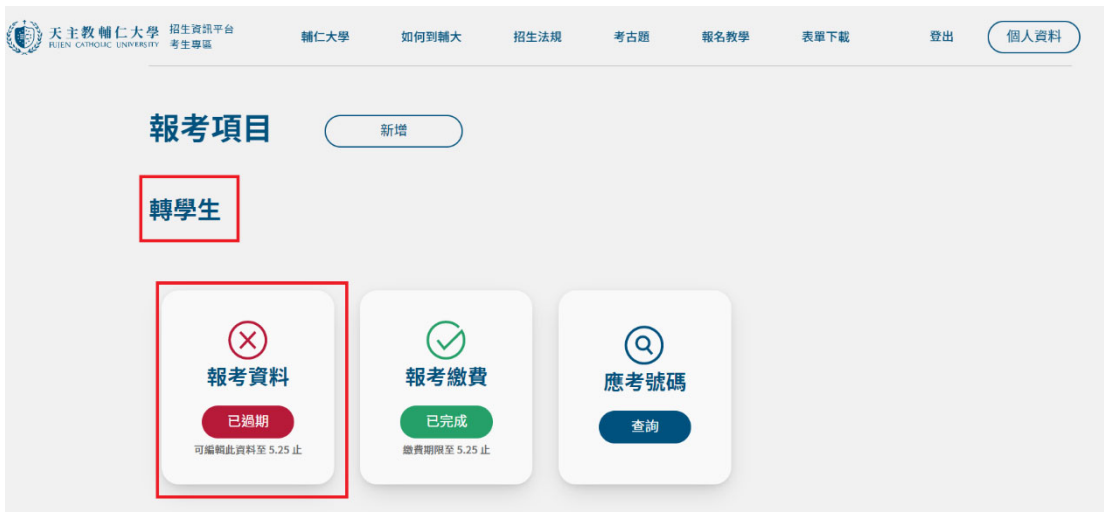 天主教輔仁大學 招生資訊平台
FUJEN CATHOLIC UNIVERSITY 考生專區
輔仁大學 如何到輔大 招生法規 考古題 報名教學 表單下載 登出 個人資料
報考項目 新增
轉學生
報考資料
已過期
可編輯此資料至 5.25 止
報考繳費
已完成
繳費期限至 5.25 止
應考號碼
查詢